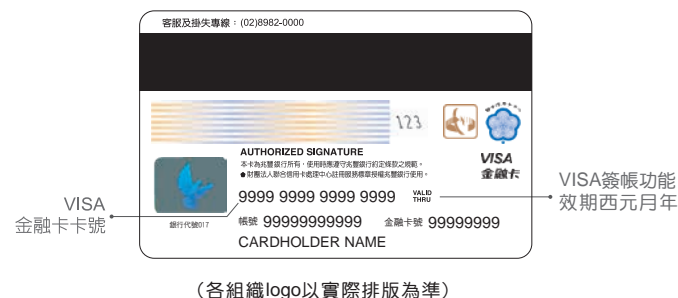 客服及掛失專線：(02)8982-0000
123
AUTHORIZED SIGNATURE
本卡為兆豐銀行所有，使用時應遵守兆豐銀行約定條款之規範。
●財團法人聯合信用卡處理中心註冊服務標章授權兆豐銀行使用。
VISA
金融卡
9999 9999 9999 9999 VALID THRU
銀行代號017
帳號 99999999999 金融卡號 99999999
CARDHOLDER NAME
VISA
金融卡卡號
VISA簽帳功能
效期西元月年
(各組織logo以實際排版為準)